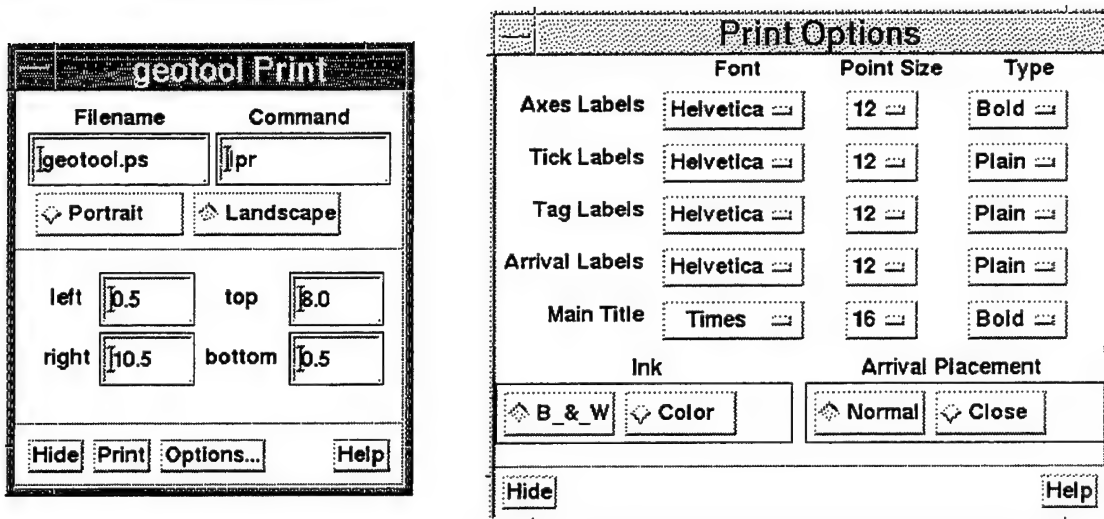 geotool Print
Filename Command
geotool.ps lpr
Portrait Landscape
left 0.5 top 8.0
right 10.5 bottom 0.5
Hide Print Options... Help
Print Options
Font Point Size Type
Axes Labels Helvetica 12 Bold
Tick Labels Helvetica 12 Plain
Tag Labels Helvetica 12 Plain
Arrival Labels Helvetica 12 Plain
Main Title Times 16 Bold
Ink Arrival Placement
B_&_W Color Normal Close
Hide Help